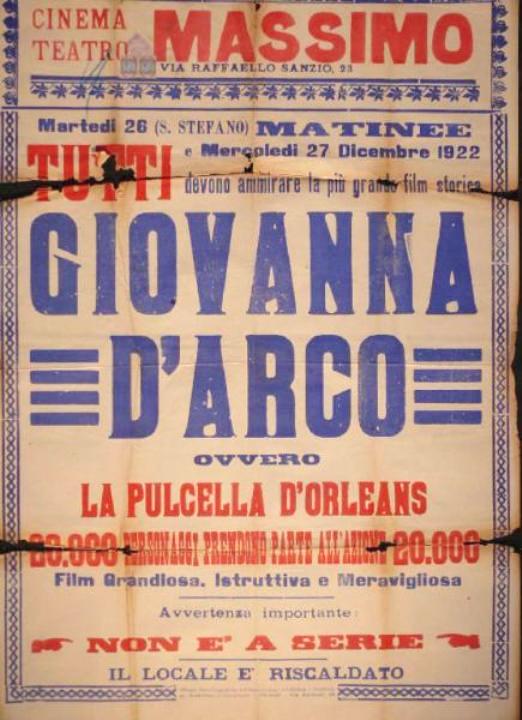 CINEMA
TEATRO MASSIMO
VIA RAFFAELLO SANZIO, 23
Martedì 26 (S. STEFANO) MATINEE
TUTTI e Mercoledì 27 Dicembre 1922
devono ammirare la più grande film storica
GIOVANNA
D'ARCO
OVVERO
LA PULCELLA D'ORLEANS
20.000 PERSONAGGI PRENDONO PARTE ALL'AZIONE 20.000
Film Grandiosa, Istruttiva e Meravigliosa
Avvertenza importante:
NON E' A SERIE
IL LOCALE E' RISCALDATO